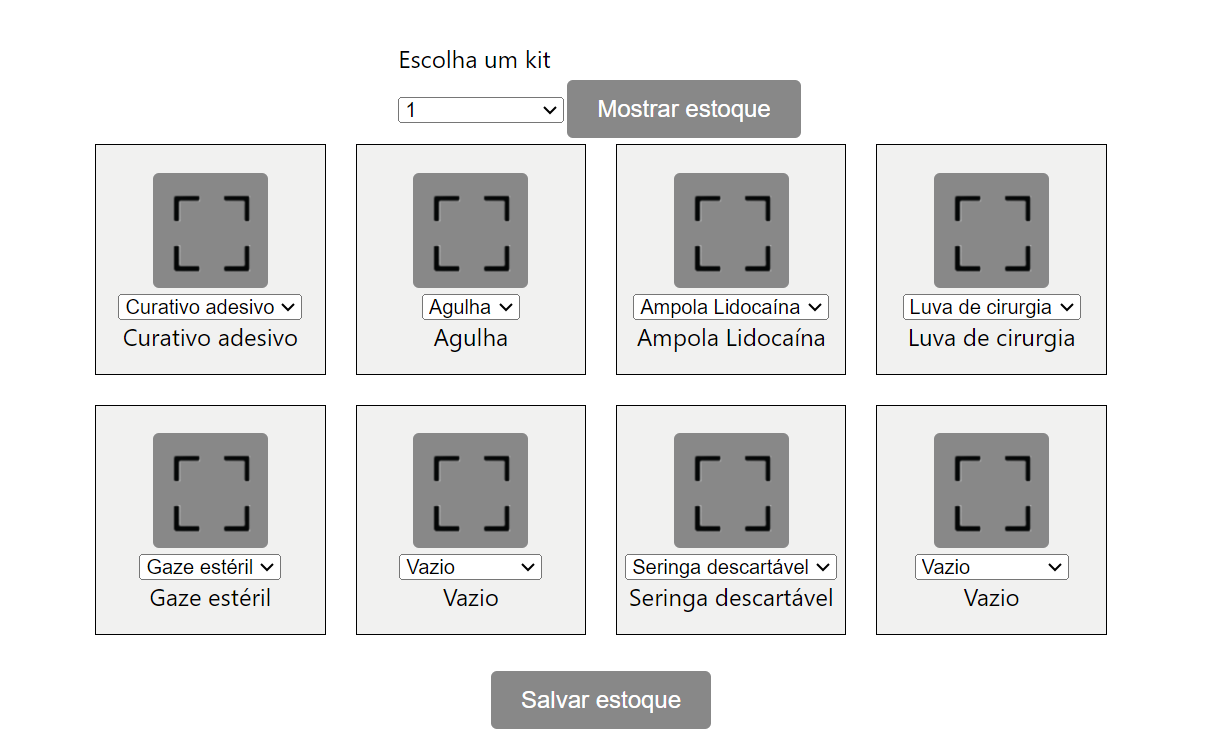 Escolha um kit
1 Mostrar estoque
Curativo adesivo Agulha Ampola Lidocaína Luva de cirurgia
Curativo adesivo Agulha Ampola Lidocaína Luva de cirurgia
Gaze estéril Vazio Seringa descartável Vazio
Gaze estéril Vazio Seringa descartável Vazio
Salvar estoque